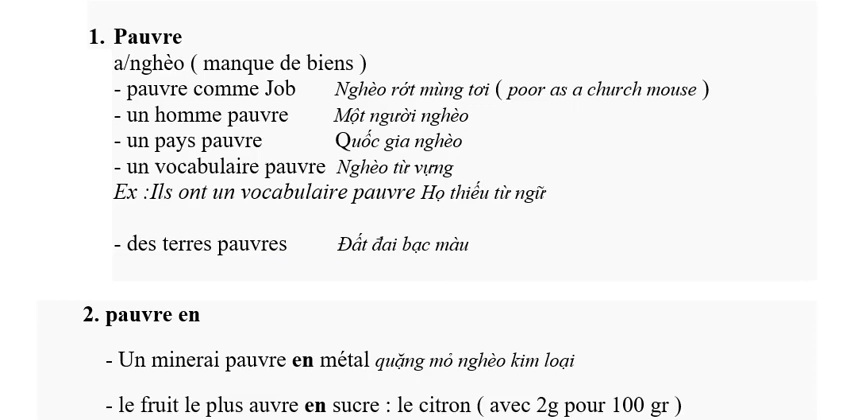 1. Pauvre
a/nghèo ( manque de biens )
- pauvre comme Job Nghèo rớt mùng tơi ( poor as a church mouse )
- un homme pauvre Một người nghèo
- un pays pauvre Quốc gia nghèo
- un vocabulaire pauvre Nghèo từ vựng
Ex :Ils ont un vocabulaire pauvre Họ thiếu từ ngữ
- des terres pauvres Đất đai bạc màu
2. pauvre en
- Un minerai pauvre en métal quặng mỏ nghèo kim loại
- le fruit le plus auvre en sucre : le citron ( avec 2g pour 100 gr )